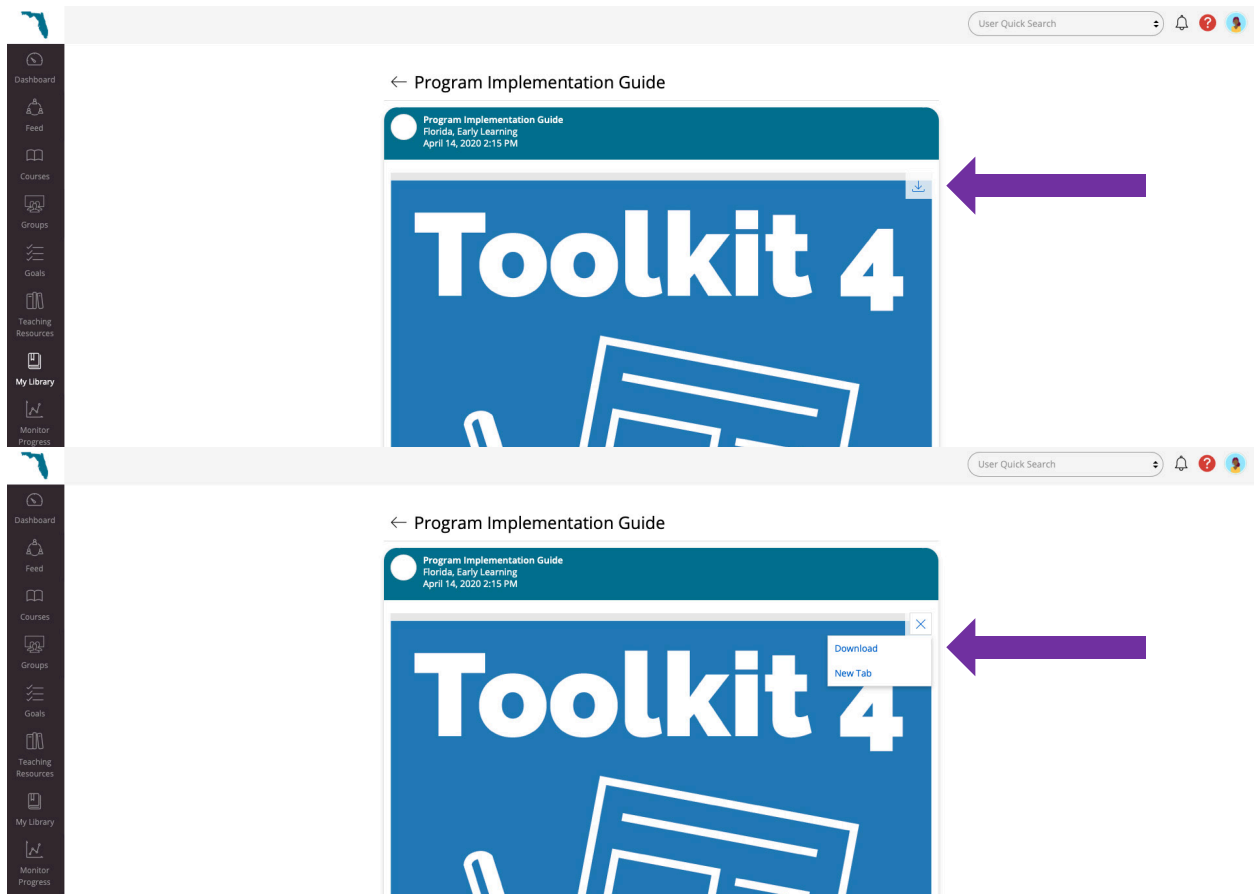 User Quick Search
?
Dashboard
Feed
Courses
Groups
Goals
Teaching
Resources
My Library
Monitor
Progress
← Program Implementation Guide
Program Implementation Guide
Florida, Early Learning
April 14, 2020 2:15 PM
Toolkit 4
User Quick Search
?
Dashboard
Feed
Courses
Groups
Goals
Teaching
Resources
My Library
Monitor
Progress
← Program Implementation Guide
Program Implementation Guide
Florida, Early Learning
April 14, 2020 2:15 PM
Download
New Tab
Toolkit 4